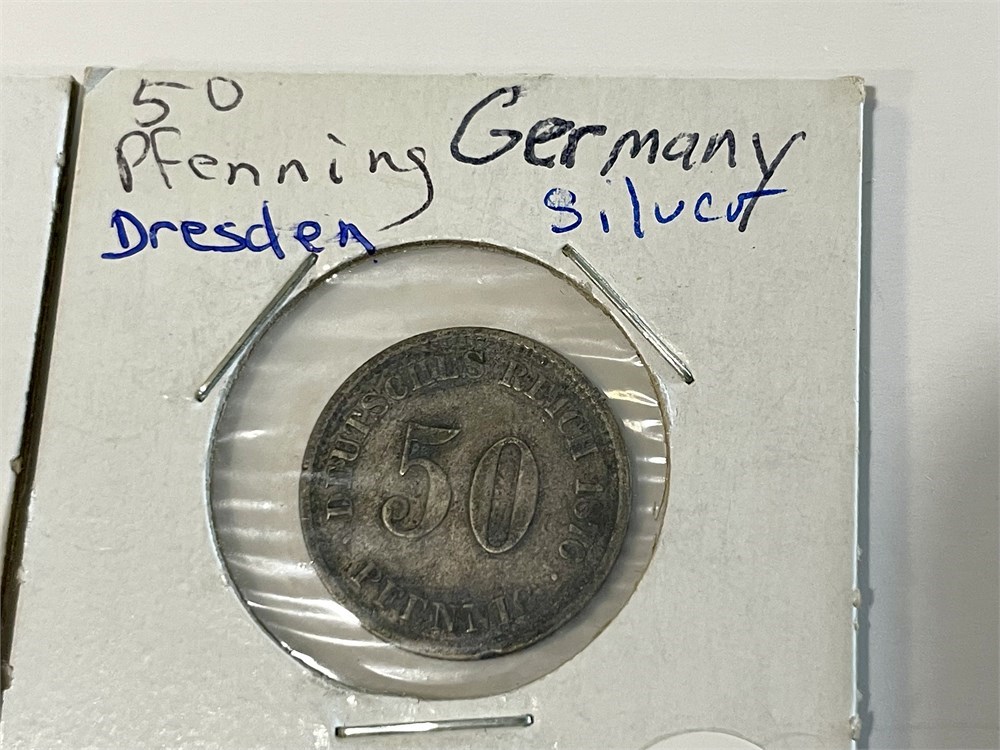 50
Pfenning Germany
Dresden Silver
DEUTSCHES REICH 1876
50
PFENNIG